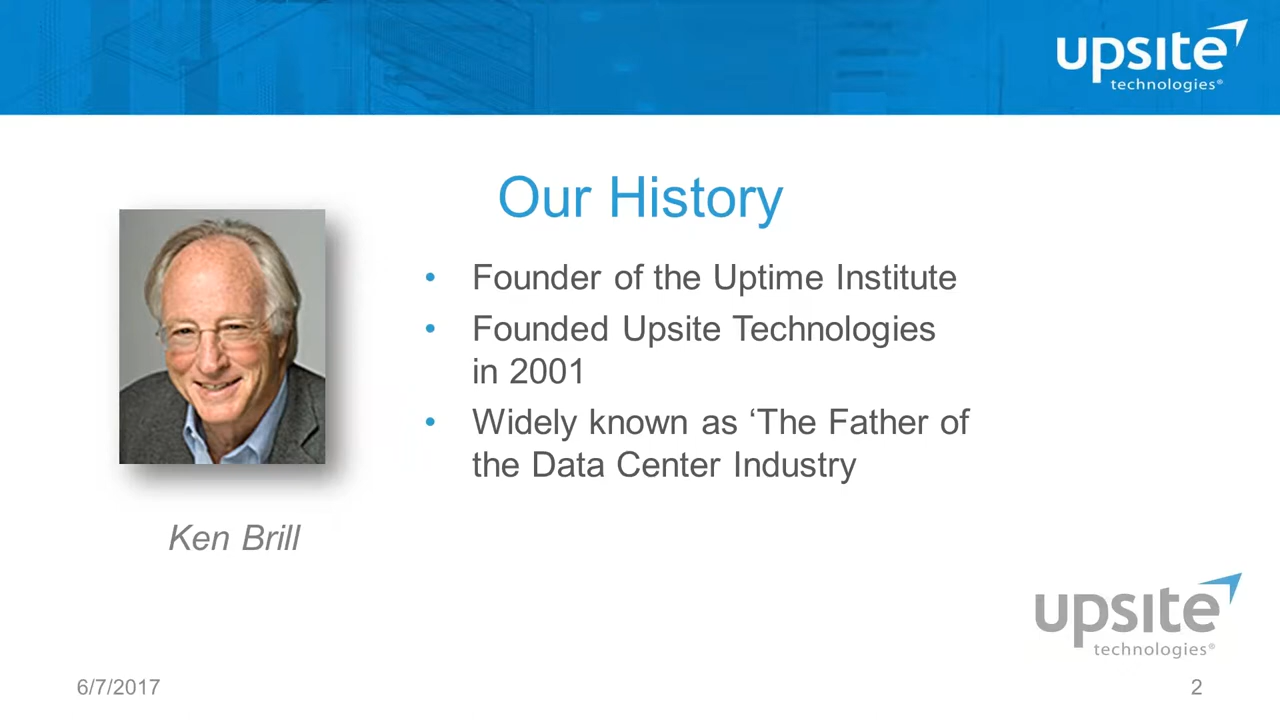 upsite
technologies®
Our History
• Founder of the Uptime Institute
• Founded Upsite Technologies
in 2001
• Widely known as ‘The Father of
the Data Center Industry
Ken Brill
upsite
technologies®
6/7/2017
2